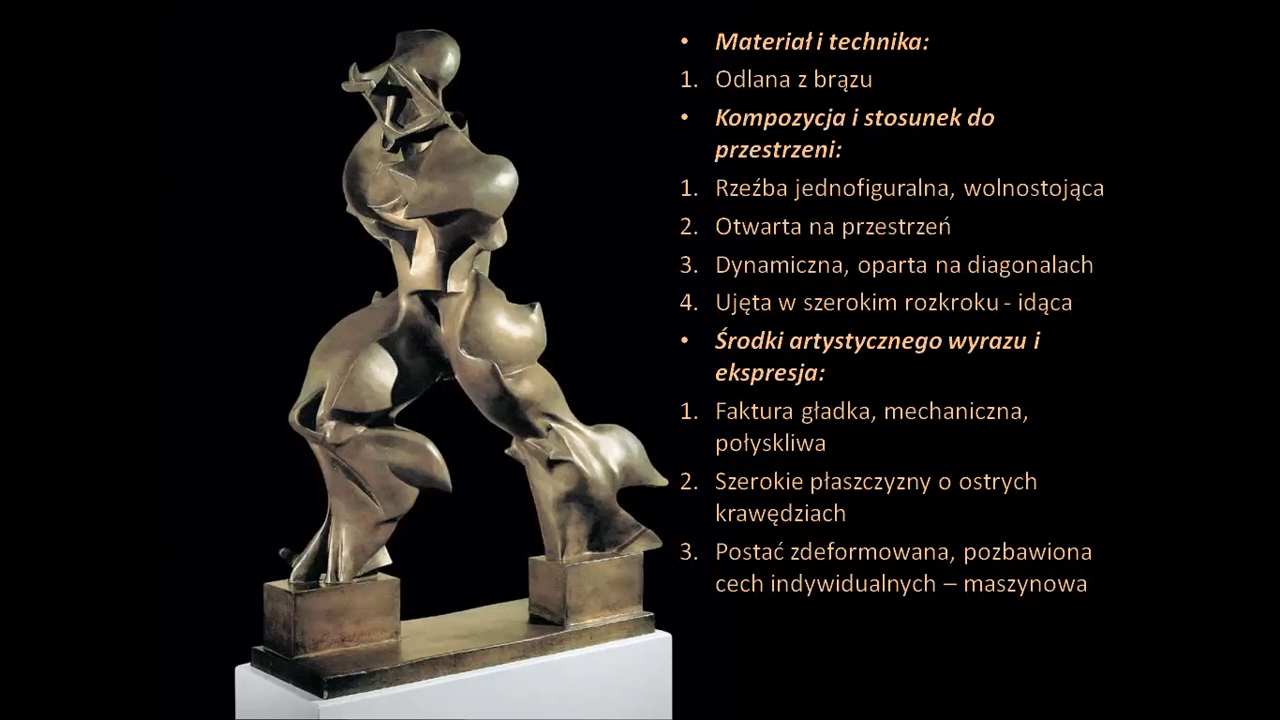 • Materiał i technika:
1. Odlana z brązu
• Kompozycja i stosunek do
przestrzeni:
1. Rzeźba jednofiguralna, wolnostojąca
2. Otwarta na przestrzeń
3. Dynamiczna, oparta na diagonalach
4. Ujęta w szerokim rozkroku - idąca
• Środki artystycznego wyrazu i
ekspresja:
1. Faktura gładka, mechaniczna,
połyskliwa
2. Szerokie płaszczyzny o ostrych
krawędziach
3. Postać zdeformowana, pozbawiona
cech indywidualnych – maszynowa